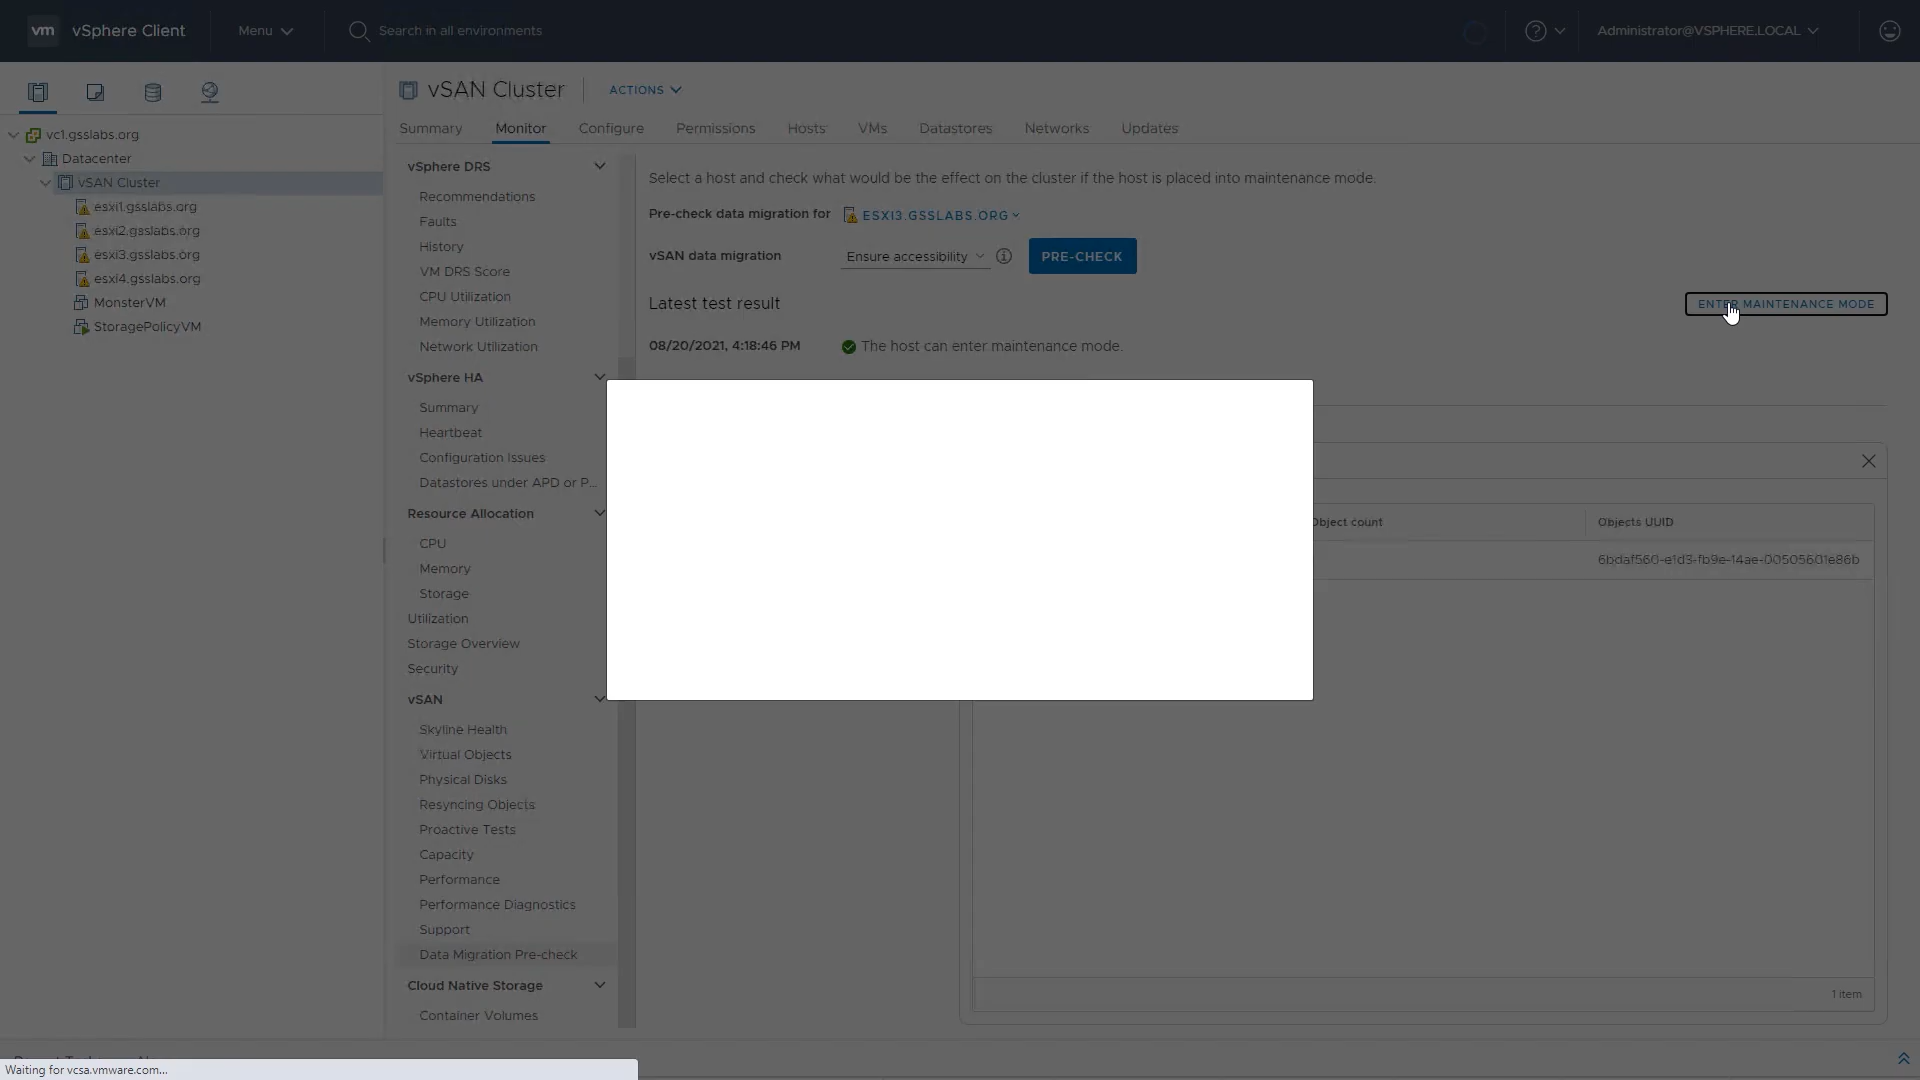 vm vSphere Client
Menu
Search in all environments
Administrator@VSPHERE.LOCAL
vc1.gsslabs.org
Datacenter
vSAN Cluster
esxi1.gsslabs.org
esxi2.gsslabs.org
esxi3.gsslabs.org
esxi4.gsslabs.org
MonsterVM
StoragePolicyVM
vSAN Cluster
ACTIONS
Summary
Monitor
Configure
Permissions
Hosts
VMs
Datastores
Networks
Updates
vSphere DRS
Recommendations
Faults
History
VM DRS Score
CPU Utilization
Memory Utilization
Network Utilization
vSphere HA
Summary
Heartbeat
Configuration Issues
Datastores under APD or P...
Resource Allocation
CPU
Memory
Storage
Utilization
Storage Overview
Security
vSAN
Skyline Health
Virtual Objects
Physical Disks
Resyncing Objects
Proactive Tests
Capacity
Performance
Performance Diagnostics
Support
Data Migration Pre-check
Cloud Native Storage
Container Volumes
Select a host and check what would be the effect on the cluster if the host is placed into maintenance mode.
Pre-check data migration for
ESXI3.GSSLABS.ORG
vSAN data migration
Ensure accessibility
PRE-CHECK
Latest test result
ENTER MAINTENANCE MODE
08/20/2021, 4:18:46 PM
The host can enter maintenance mode.
Object count
Objects UUID
6bdaf560-e1d3-fb9e-14ae-00505601e86b
1 item
Waiting for vcsa.vmware.com...